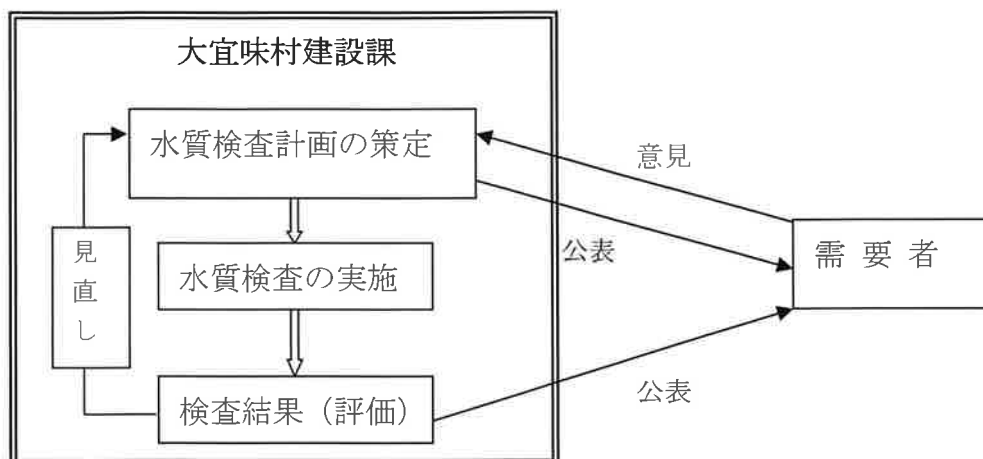 大宜味村建設課
水質検査計画の策定
意見
見直し
公表
需要者
水質検査の実施
公表
検査結果（評価）